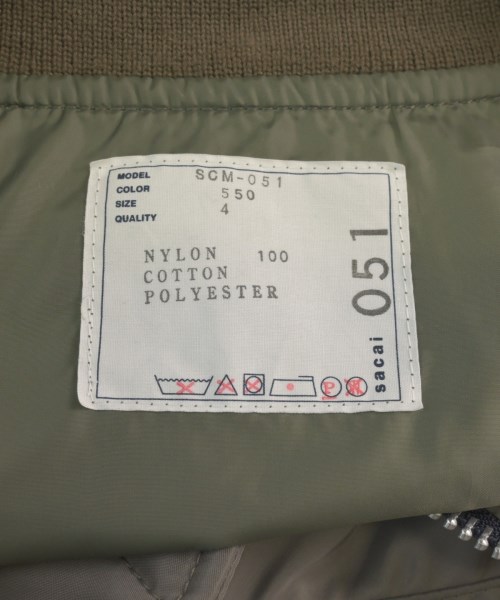 MODEL SCM-051
COLOR 550
SIZE 4
QUALITY
NYLON 100
COTTON
POLYESTER
sacai 051
P